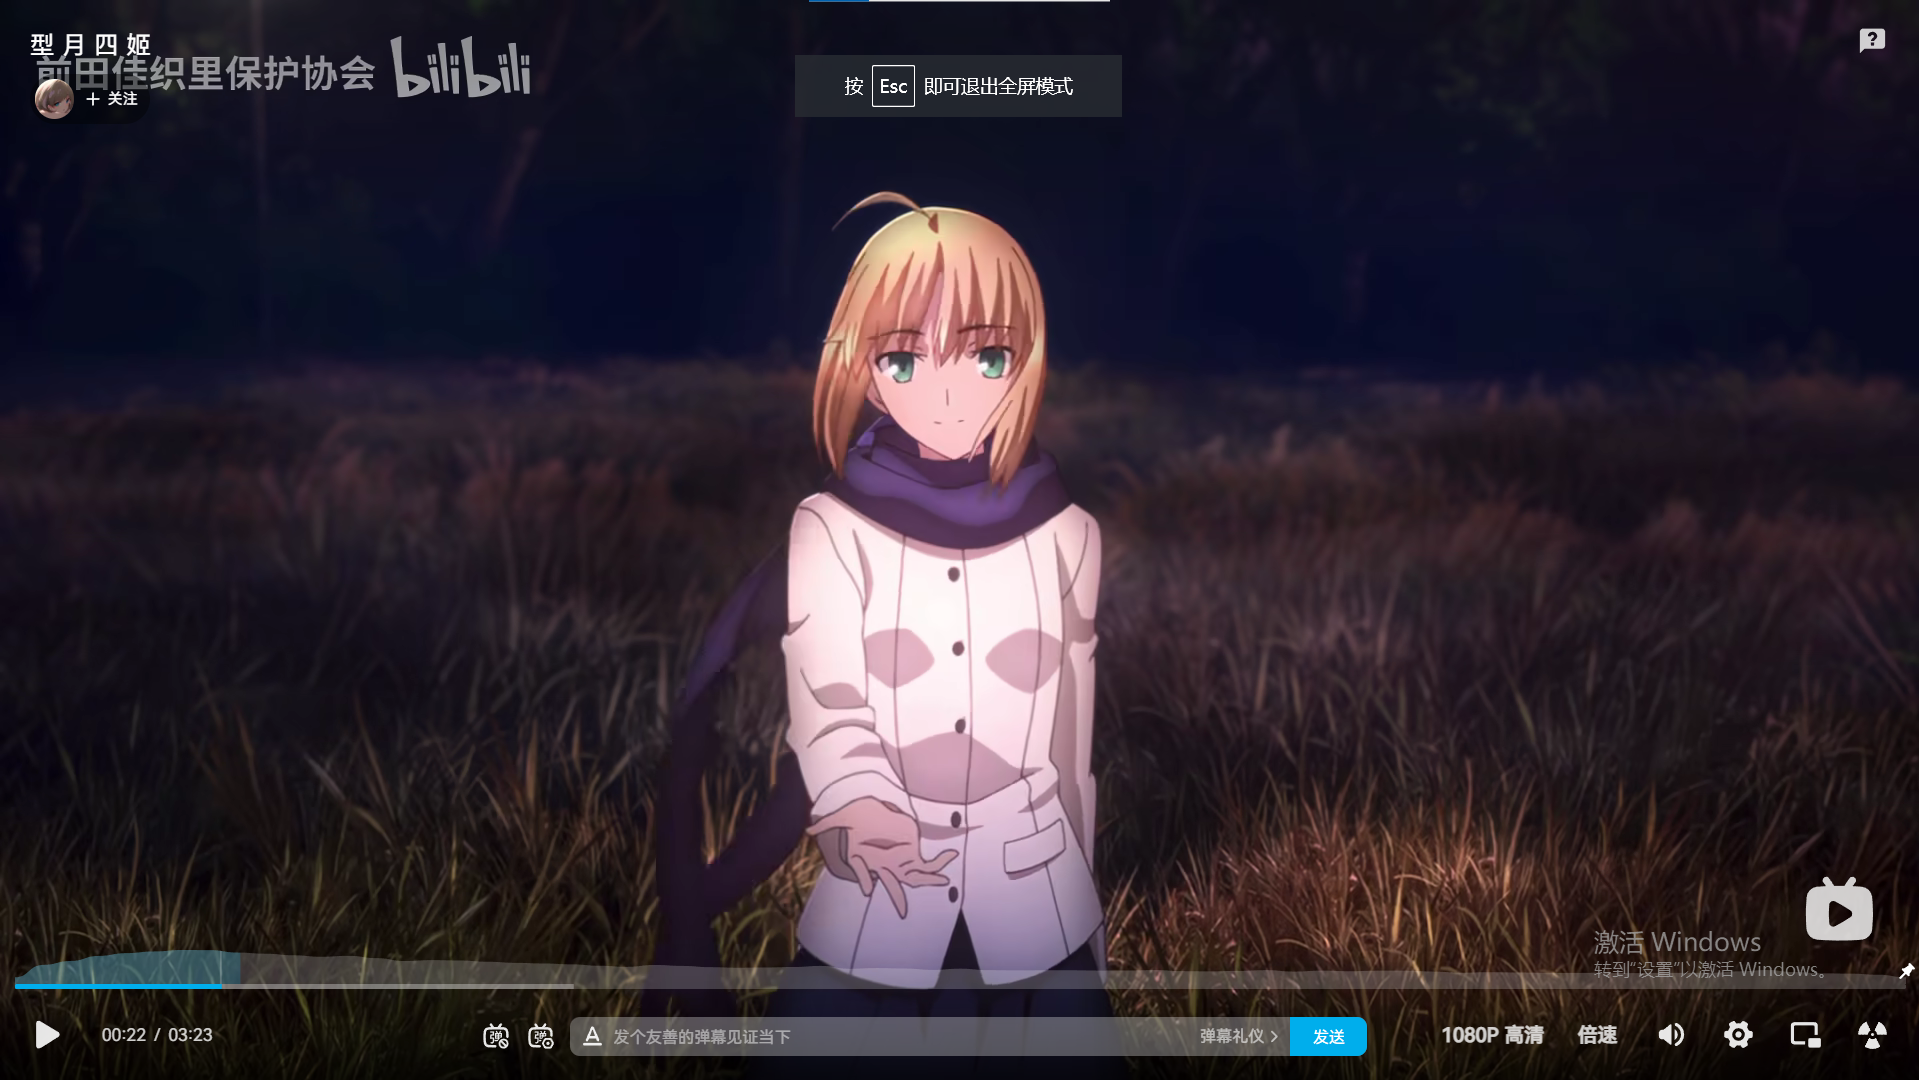 型月四姬
前田佳织里保护协会 bilibili
+ 关注
按 Esc 即可退出全屏模式
激活 Windows
转到“设置”以激活 Windows。
00:22 / 03:23
弹
弹
A 发个友善的弹幕见证当下
弹幕礼仪 >
发送
1080P 高清
倍速